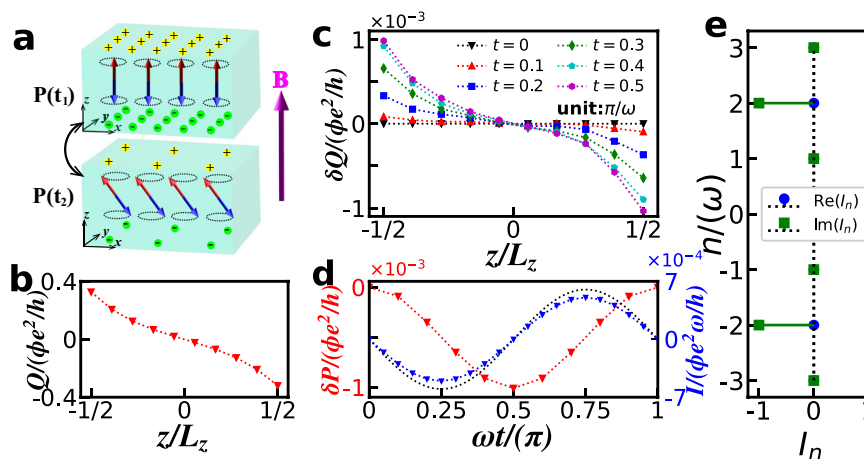 a
P(t₁)
z
y
x
B
P(t₂)
z
y
x
b
Q/(ϕe²/h)
0.4
0
-0.4
-1/2
0
1/2
z/L_z
c
×10⁻³
δQ/(ϕe²/h)
1
0
-1
t = 0
t = 0.1
t = 0.2
t = 0.3
t = 0.4
t = 0.5
unit:π/ω
-1/2
0
1/2
z/L_z
d
×10⁻³
δP/(ϕe²/h)
0
-1
0
0.25
0.5
0.75
1
ωt/(π)
×10⁻⁴
7
0
-7
I/(ϕe²ω/h)
e
n/(ω)
3
2
1
0
-1
-2
-3
Re(I_n)
Im(I_n)
-1
0
1
I_n